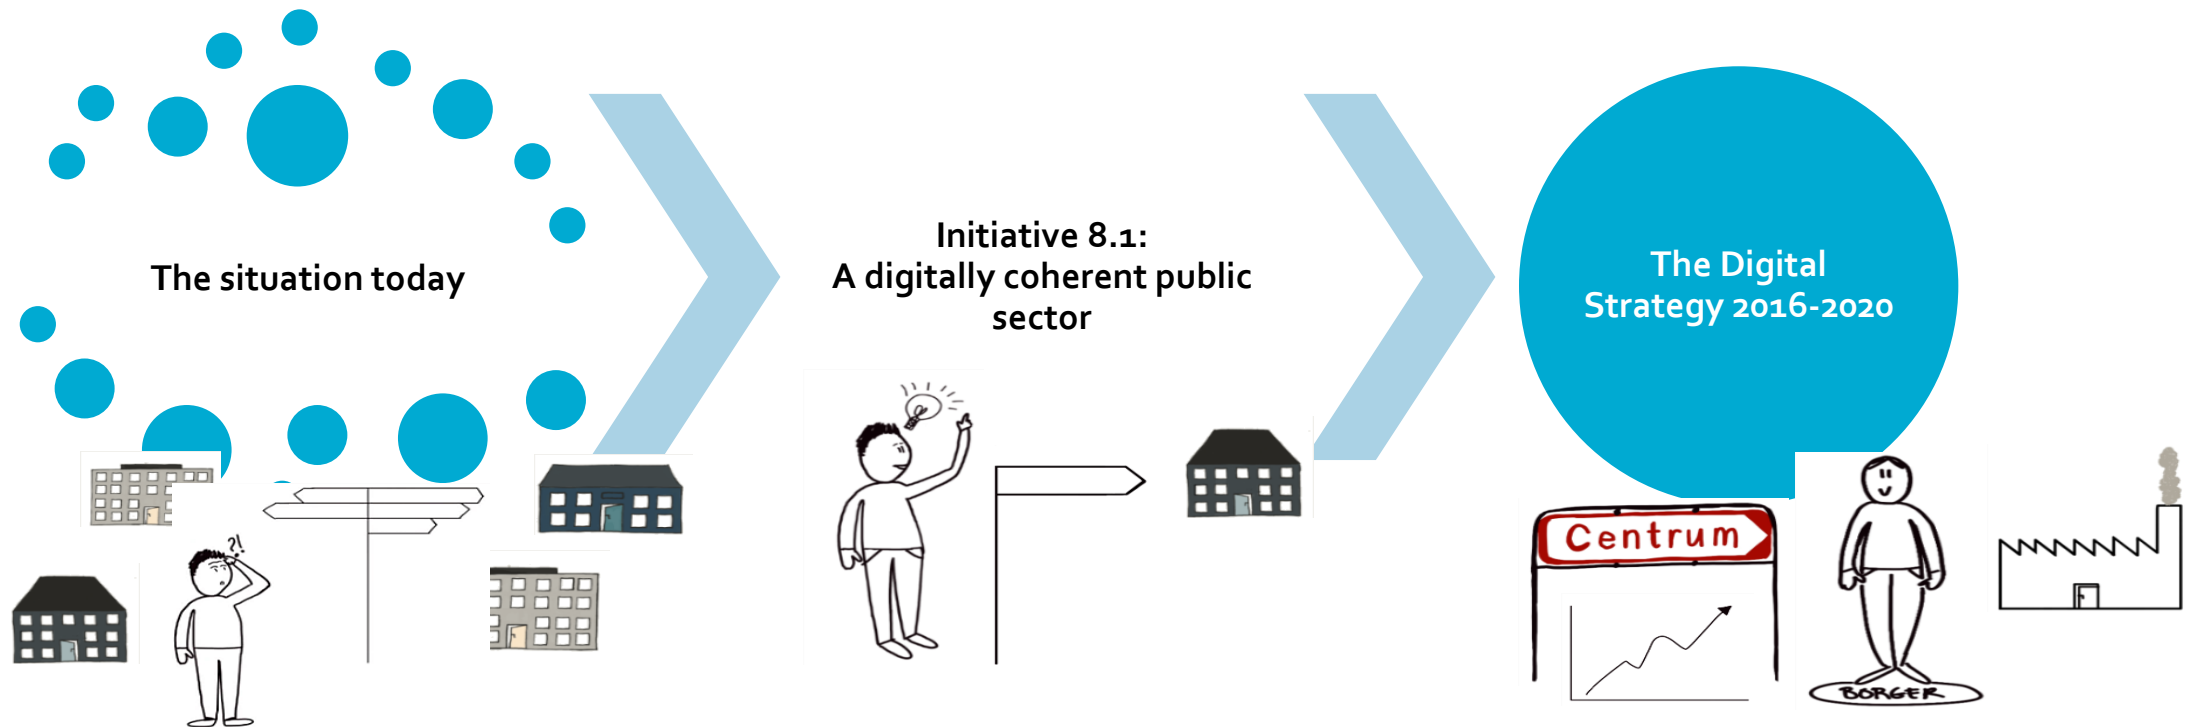 The situation today
?!
Initiative 8.1:
A digitally coherent public
sector
The Digital
Strategy 2016-2020
Centrum
BORGER